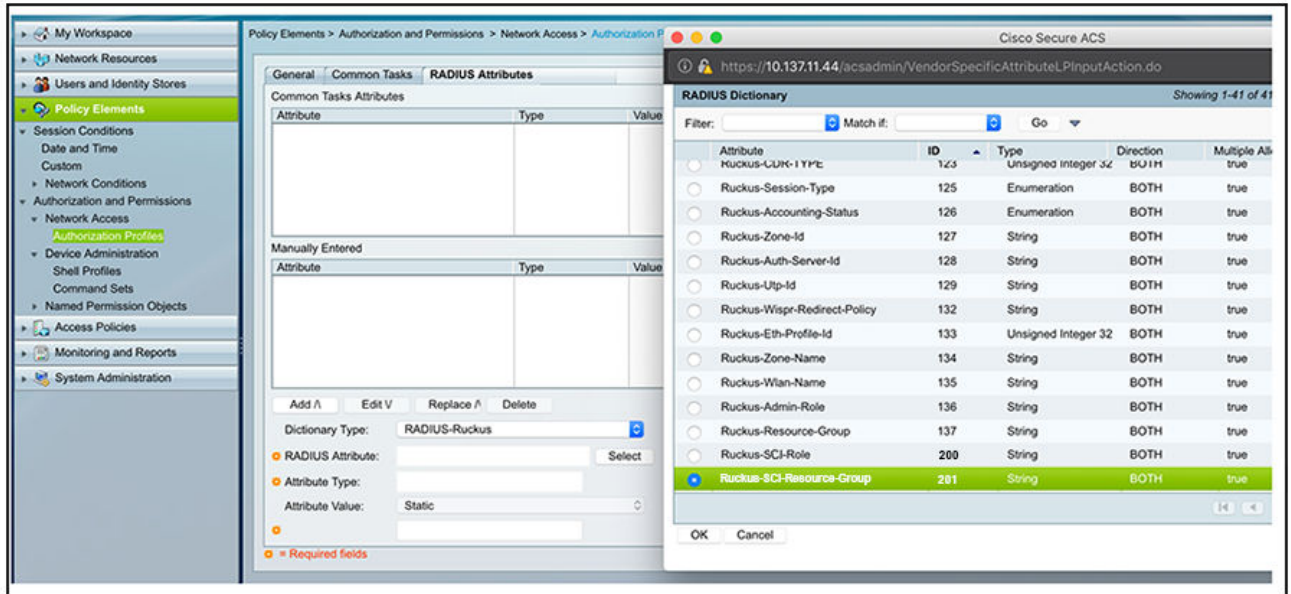 My Workspace
Network Resources
Users and Identity Stores
Policy Elements
Session Conditions
Date and Time
Custom
Network Conditions
Authorization and Permissions
Network Access
Authorization Profiles
Device Administration
Shell Profiles
Command Sets
Named Permission Objects
Access Policies
Monitoring and Reports
System Administration
Policy Elements > Authorization and Permissions > Network Access > Authorization P
General Common Tasks RADIUS Attributes
Common Tasks Attributes
Attribute Type Value
Manually Entered
Attribute Type Value
Add /\ Edit \/ Replace /\ Delete
Dictionary Type: RADIUS-Ruckus
RADIUS Attribute: Select
Attribute Type:
Attribute Value: Static
= Required fields
Cisco Secure ACS
https://10.137.11.44/acsadmin/VendorSpecificAttributeLPInputAction.do
RADIUS Dictionary Showing 1-41 of 41
Filter: Match if: Go
Attribute ID Type Direction Multiple All
Ruckus-CDR-TYPE 123 Unsigned Integer 32 BOTH true
Ruckus-Session-Type 125 Enumeration BOTH true
Ruckus-Accounting-Status 126 Enumeration BOTH true
Ruckus-Zone-Id 127 String BOTH true
Ruckus-Auth-Server-Id 128 String BOTH true
Ruckus-Utp-Id 129 String BOTH true
Ruckus-Wispr-Redirect-Policy 132 String BOTH true
Ruckus-Eth-Profile-Id 133 Unsigned Integer 32 BOTH true
Ruckus-Zone-Name 134 String BOTH true
Ruckus-Wlan-Name 135 String BOTH true
Ruckus-Admin-Role 136 String BOTH true
Ruckus-Resource-Group 137 String BOTH true
Ruckus-SCI-Role 200 String BOTH true
Ruckus-SCI-Resource-Group 201 String BOTH true
OK Cancel